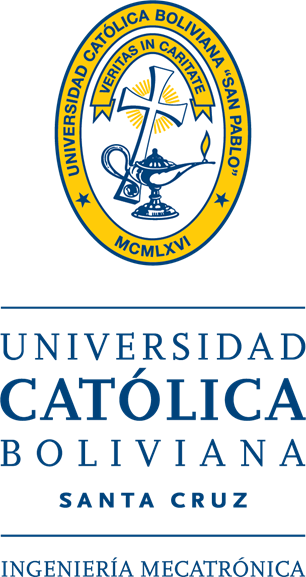 UNIVERSIDAD CATÓLICA BOLIVIANA "SAN PABLO"
VERITAS IN CARITATE
MCMLXVI
UNIVERSIDAD
CATÓLICA
BOLIVIANA
SANTA CRUZ
INGENIERÍA MECATRÓNICA